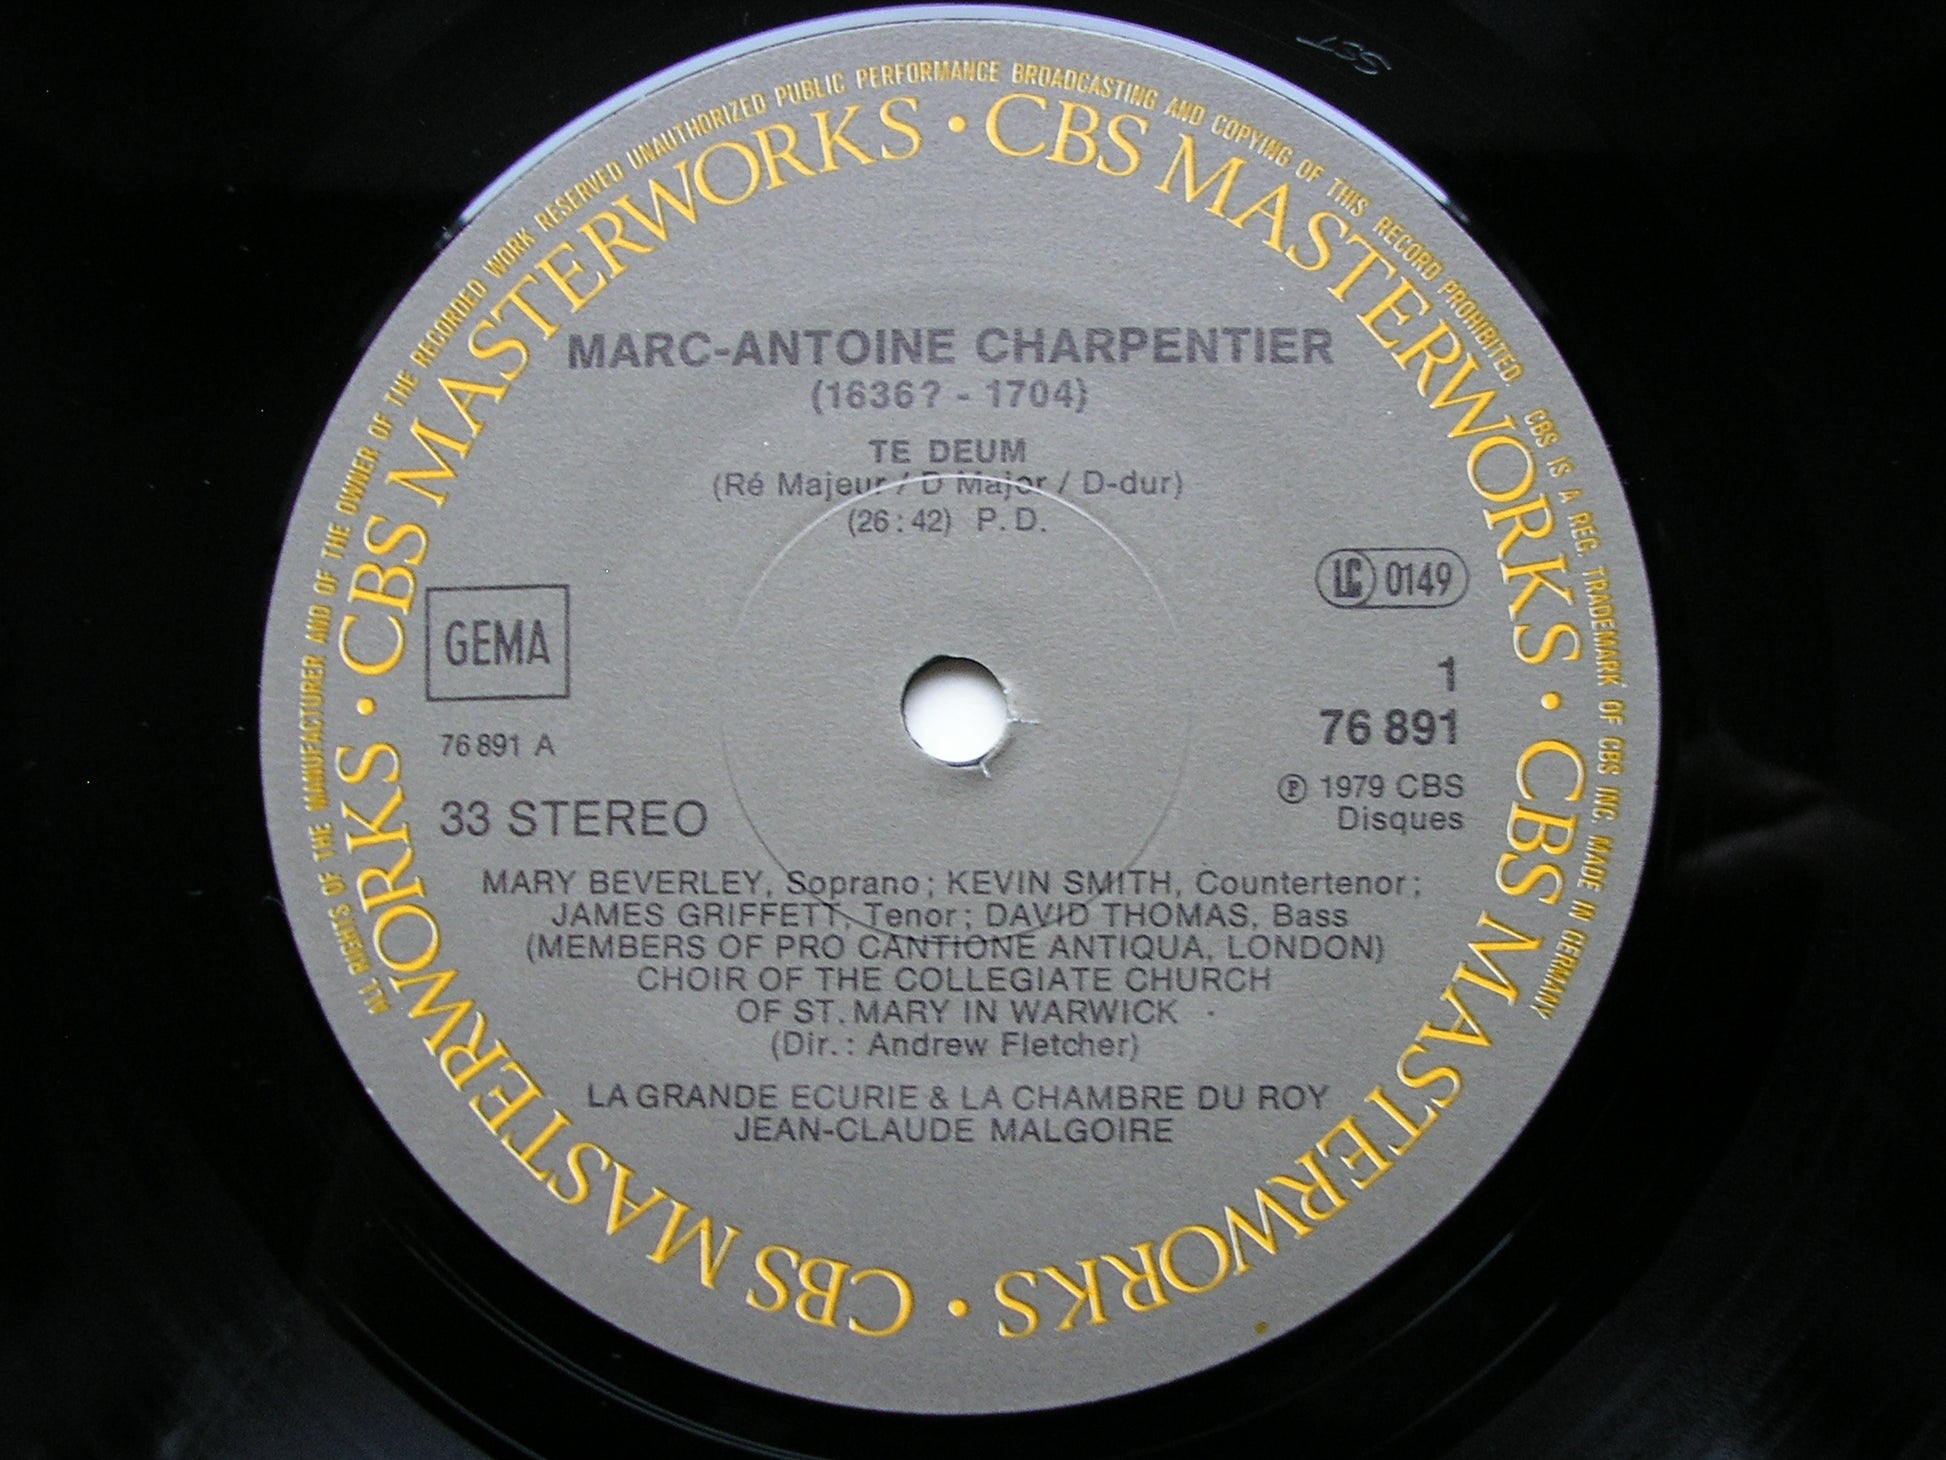 ALL RIGHTS OF THE MANUFACTURER AND OF THE OWNER OF THE RECORDED WORK RESERVED UNAUTHORIZED PUBLIC PERFORMANCE BROADCASTING AND COPYING OF THIS RECORD PROHIBITED. CBS IS A REG. TRADEMARK OF CBS INC. MADE IN GERMANY
CBS MASTERWORKS • CBS MASTERWORKS • CBS MASTERWORKS • CBS MASTERWORKS •
MARC-ANTOINE CHARPENTIER
(1636? - 1704)
TE DEUM
(Ré Majeur / D Major / D-dur)
(26:42) P.D.
LC 0149
GEMA
1
76 891
76 891 A
℗ 1979 CBS
Disques
33 STEREO
MARY BEVERLEY, Soprano; KEVIN SMITH, Countertenor;
JAMES GRIFFETT, Tenor; DAVID THOMAS, Bass
(MEMBERS OF PRO CANTIONE ANTIQUA, LONDON)
CHOIR OF THE COLLEGIATE CHURCH
OF ST. MARY IN WARWICK
(Dir.: Andrew Fletcher)
LA GRANDE ECURIE & LA CHAMBRE DU ROY
JEAN-CLAUDE MALGOIRE